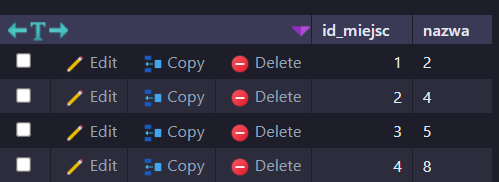 T id_miejsc nazwa
Edit Copy Delete 1 2
Edit Copy Delete 2 4
Edit Copy Delete 3 5
Edit Copy Delete 4 8